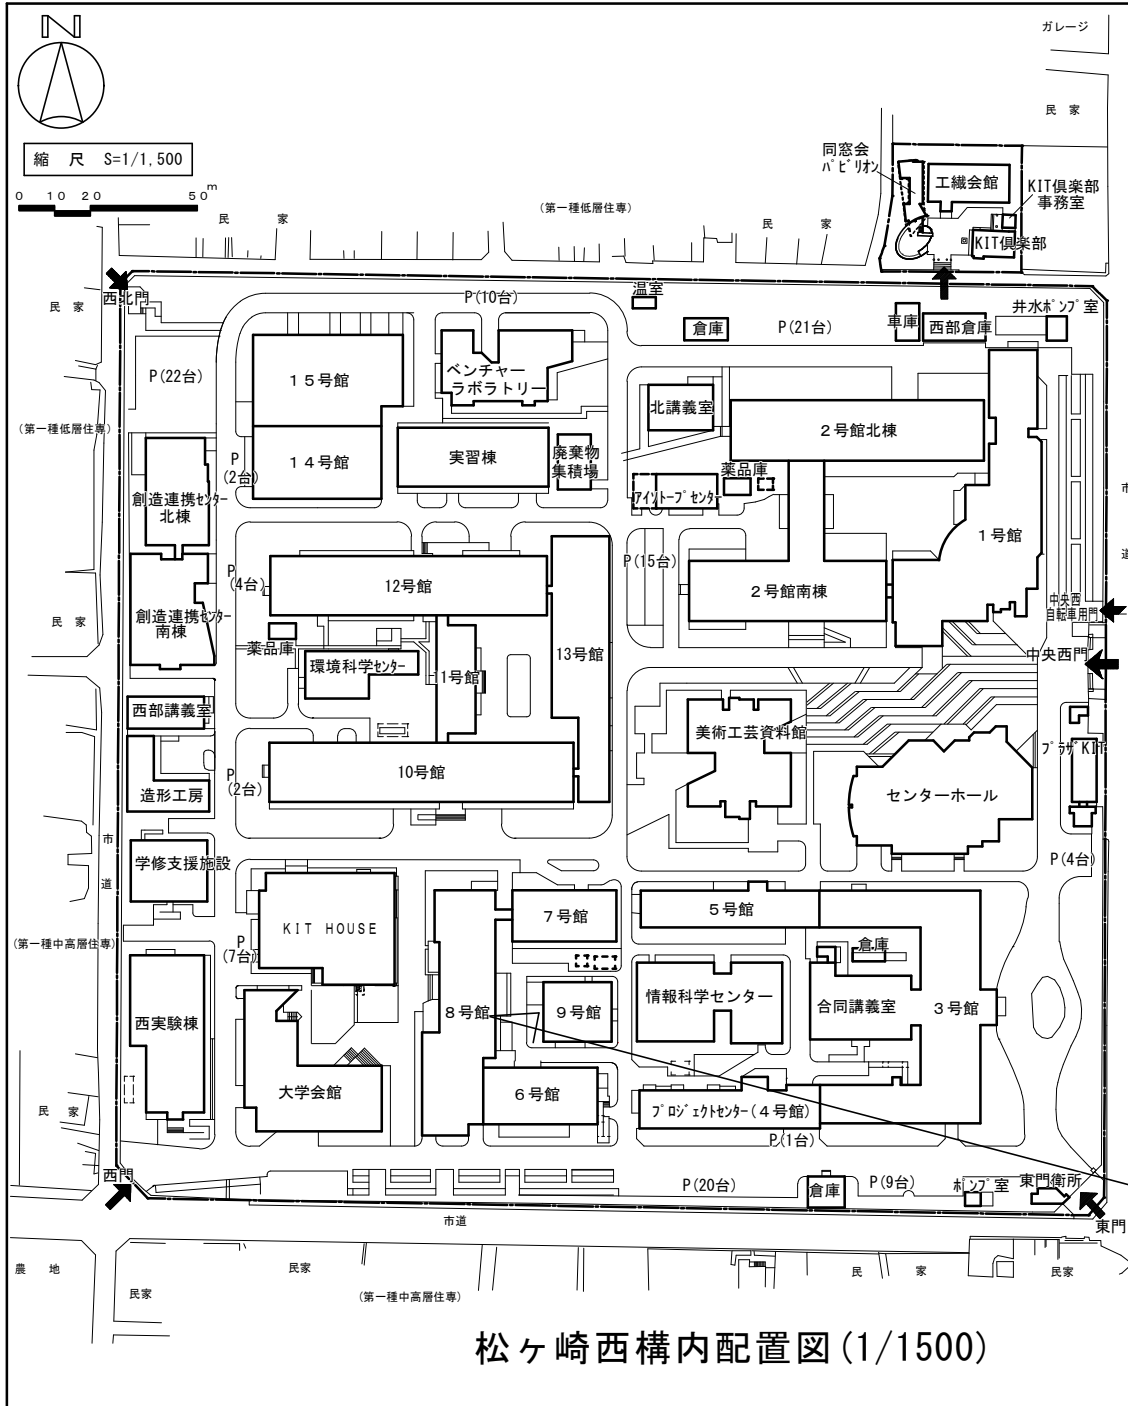 N
ガレージ
縮 尺 S=1/1,500
0 10 20 50m
民 家
同窓会
パビリオン
工繊会館
KIT倶楽部
事務室
KIT倶楽部
民 家
(第一種低層住専)
民 家
西北門
民 家
P(10台)
温室
倉庫
P(21台)
車庫
西部倉庫
井水ポンプ室
P(22台)
15号館
ベンチャー
ラボラトリー
北講義室
2号館北棟
(第一種低層住専)
14号館
実習棟
廃棄物
集積場
P
(2台)
薬品庫
アイソトープセンター
創造連携センター
北棟
1号館
市
道
P
(4台)
12号館
P(15台)
2号館南棟
中央西
自転車用門
創造連携センター
南棟
民 家
薬品庫
環境科学センター
11号館
13号館
中央西門
西部講義室
美術工芸資料館
プラザKIT
P
(2台)
10号館
造形工房
センターホール
市
道
学修支援施設
P(4台)
KIT HOUSE
7号館
5号館
(第一種中高層住専)
P
(7台)
倉庫
西実験棟
8号館
9号館
情報科学センター
合同講義室
3号館
大学会館
6号館
プロジェクトセンター(4号館)
民 家
P(1台)
西門
P(20台)
倉庫
P(9台)
ポンプ室
東門衛所
東門
市道
農 地
民家
民家
(第一種中高層住専)
民 家
民家
松ヶ崎西構内配置図(1/1500)